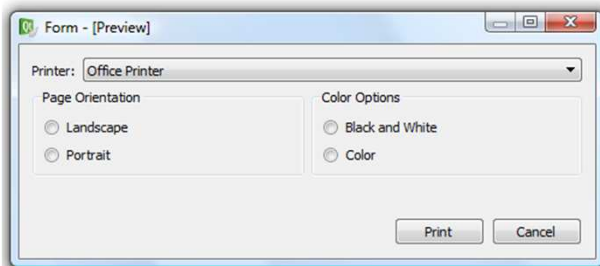 Form - [Preview]
Printer: Office Printer
Page Orientation
Landscape
Portrait
Color Options
Black and White
Color
Print Cancel